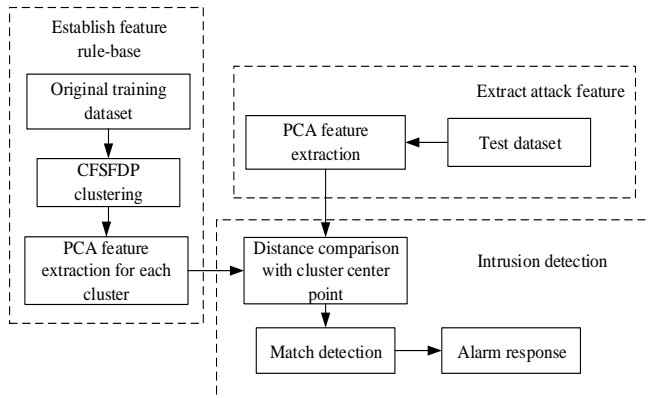 Establish feature
rule-base
Original training
dataset
CFSFDP
clustering
PCA feature
extraction for each
cluster
Extract attack feature
PCA feature
extraction
Test dataset
Distance comparison
with cluster center
point
Intrusion detection
Match detection
Alarm response